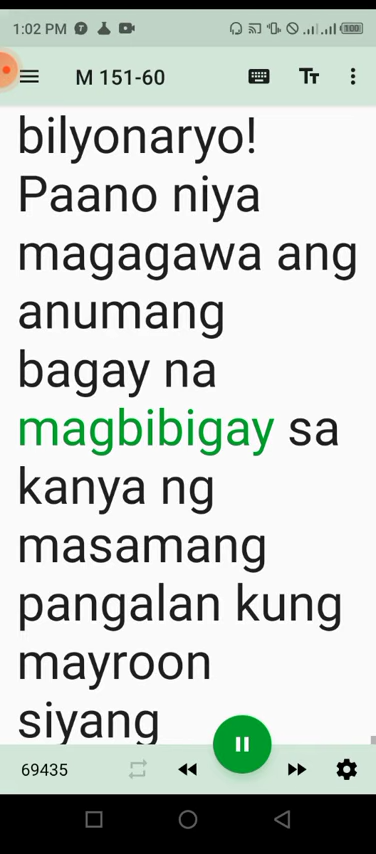 1:02 PM
100
M 151-60
bilyonaryo!
Paano niya
magagawa ang
anumang
bagay na
magbibigay sa
kanya ng
masamang
pangalan kung
mayroon
siyang
69435